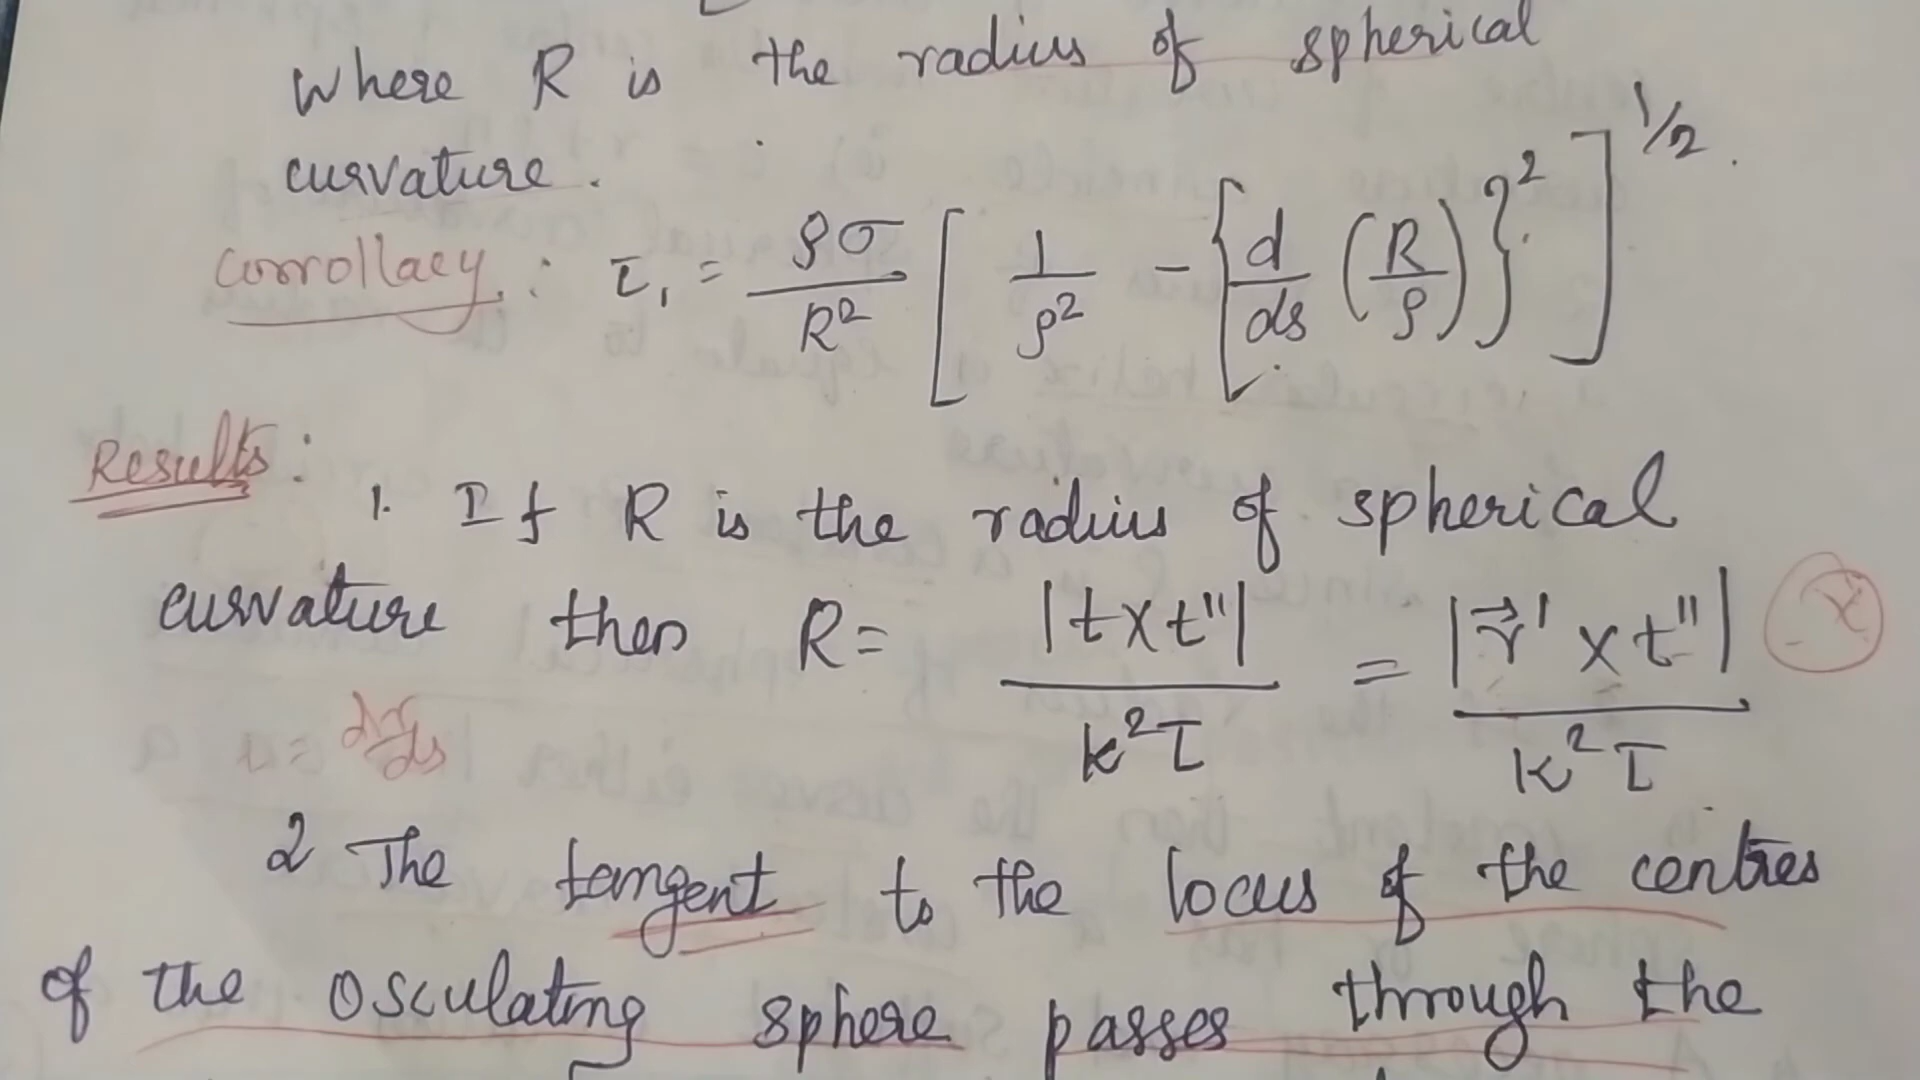 where R is the radius of spherical
curvature.
Corrollary : τ₁ = ρσ/R² [ 1/ρ² - { d/ds (R/ρ) }² ]^1/2.
Results:
1. If R is the radius of spherical
curvature then R = |t×t''| / k²τ = |r⃗' × t''| / k²τ
= dr/ds
2 The tangent to the locus of the centres
of the osculating sphere passes through the